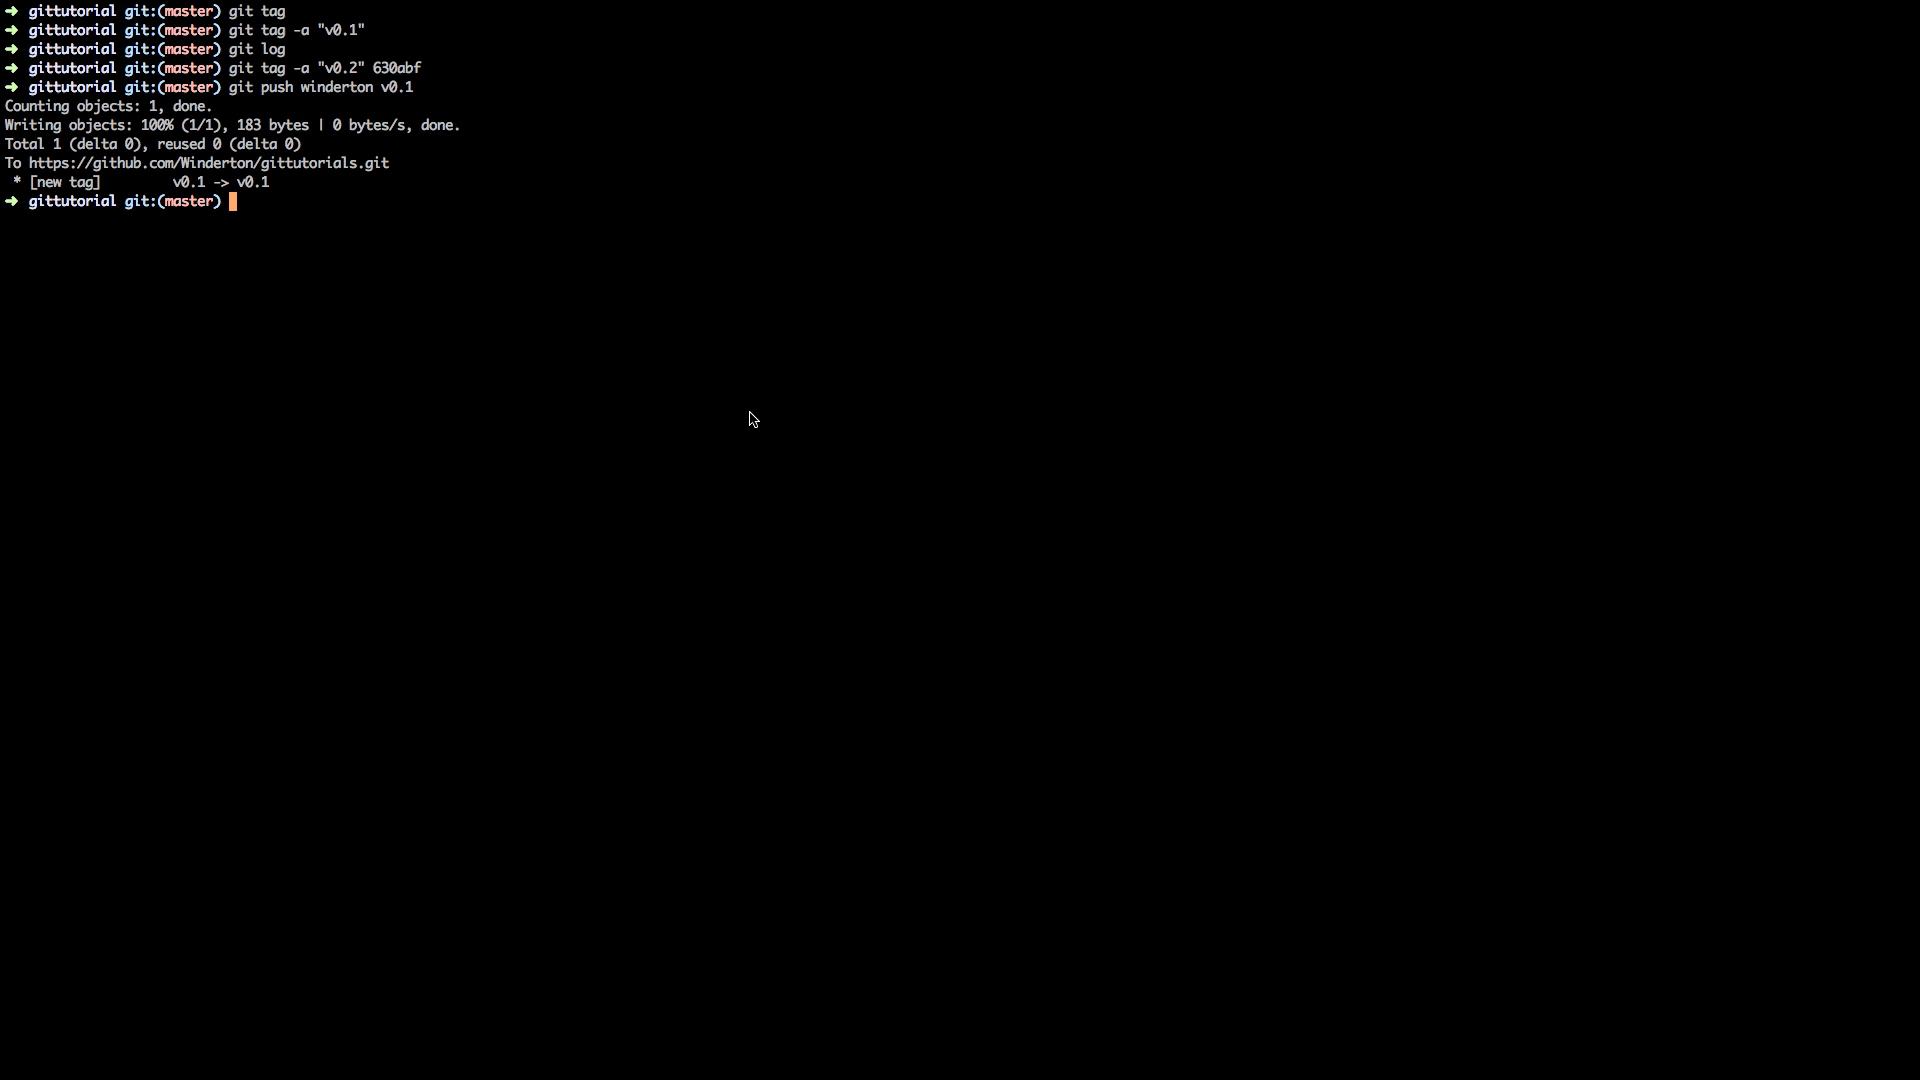 ➜ gittutorial git:(master) git tag
➜ gittutorial git:(master) git tag -a "v0.1"
➜ gittutorial git:(master) git log
➜ gittutorial git:(master) git tag -a "v0.2" 630abf
➜ gittutorial git:(master) git push winderton v0.1
Counting objects: 1, done.
Writing objects: 100% (1/1), 183 bytes | 0 bytes/s, done.
Total 1 (delta 0), reused 0 (delta 0)
To https://github.com/Winderton/gittutorials.git
 * [new tag]         v0.1 -> v0.1
➜ gittutorial git:(master)